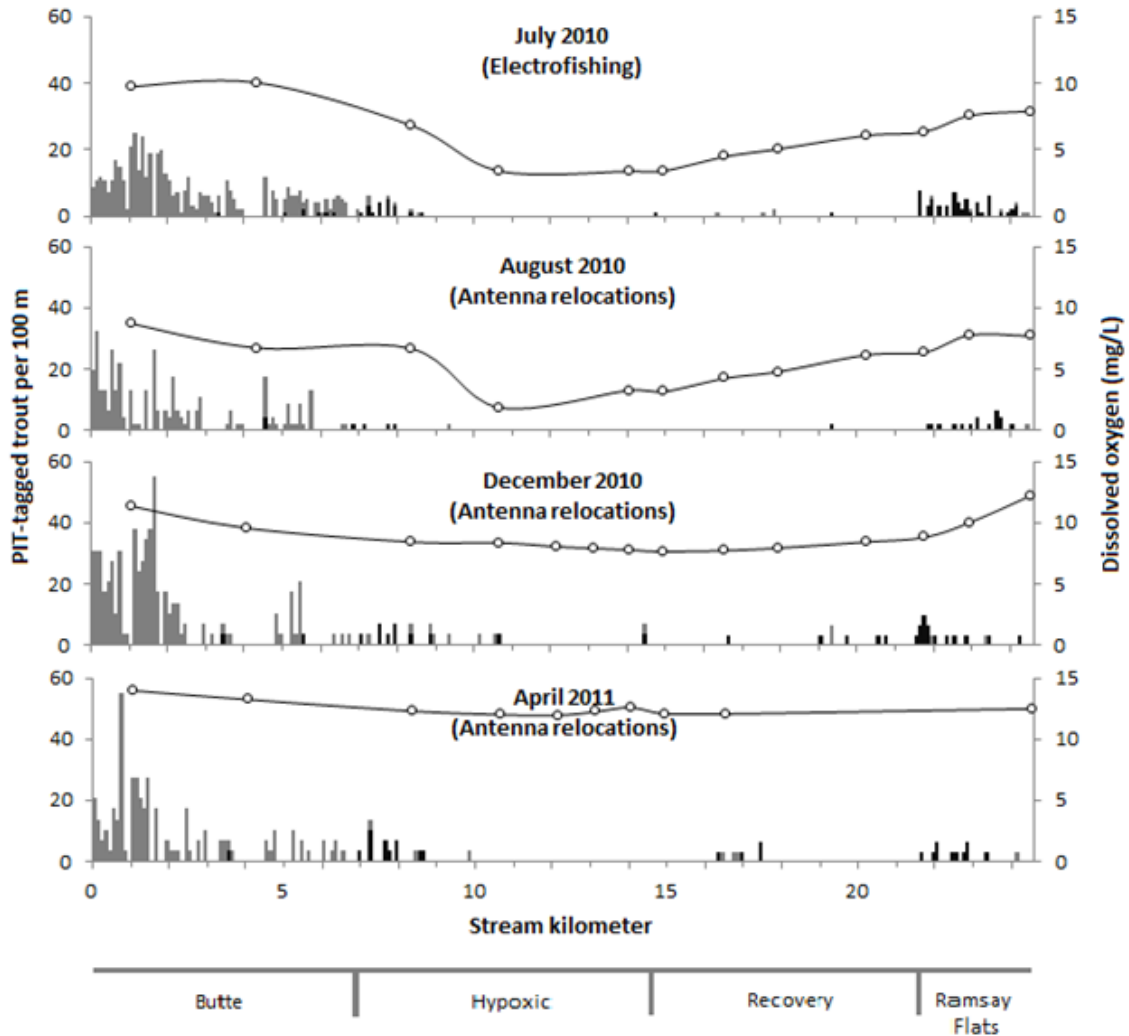 60
40
20
0
July 2010
(Electrofishing)
15
10
5
0
60
40
20
0
August 2010
(Antenna relocations)
15
10
5
0
PIT-tagged trout per 100 m
Dissolved oxygen (mg/L)
60
40
20
0
December 2010
(Antenna relocations)
15
10
5
0
60
40
20
0
April 2011
(Antenna relocations)
15
10
5
0
0 5 10 15 20
Stream kilometer
Butte Hypoxic Recovery Ramsay
Flats